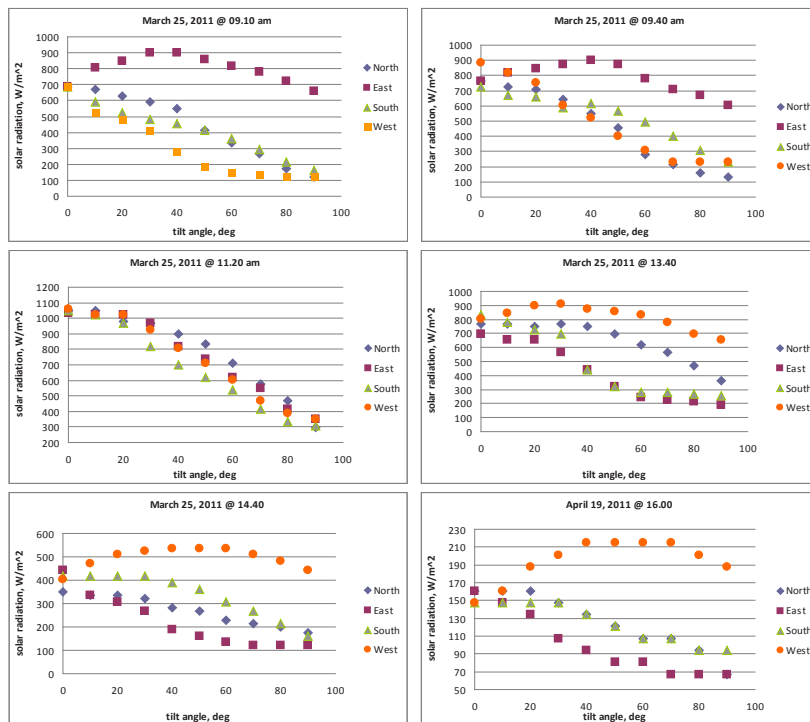 March 25, 2011 @ 09.10 am
solar radiation, W/m^2
1000
900
800
700
600
500
400
300
200
100
0
0 20 40 60 80 100
tilt angle, deg
North
East
South
West
March 25, 2011 @ 09.40 am
solar radiation, W/m^2
1000
900
800
700
600
500
400
300
200
100
0
0 20 40 60 80 100
tilt angle, deg
North
East
South
West
March 25, 2011 @ 11.20 am
solar radiation, W/m^2
1200
1100
1000
900
800
700
600
500
400
300
200
0 20 40 60 80 100
tilt angle, deg
North
East
South
West
March 25, 2011 @ 13.40
solar radiation, W/m^2
1000
900
800
700
600
500
400
300
200
100
0
0 20 40 60 80 100
tilt angle, deg
North
East
South
West
March 25, 2011 @ 14.40
solar radiation, W/m^2
600
500
400
300
200
100
0
0 20 40 60 80 100
tilt angle, deg
North
East
South
West
April 19, 2011 @ 16.00
solar radiation, W/m^2
230
210
190
170
150
130
110
90
70
50
0 20 40 60 80 100
tilt angle, deg
North
East
South
West